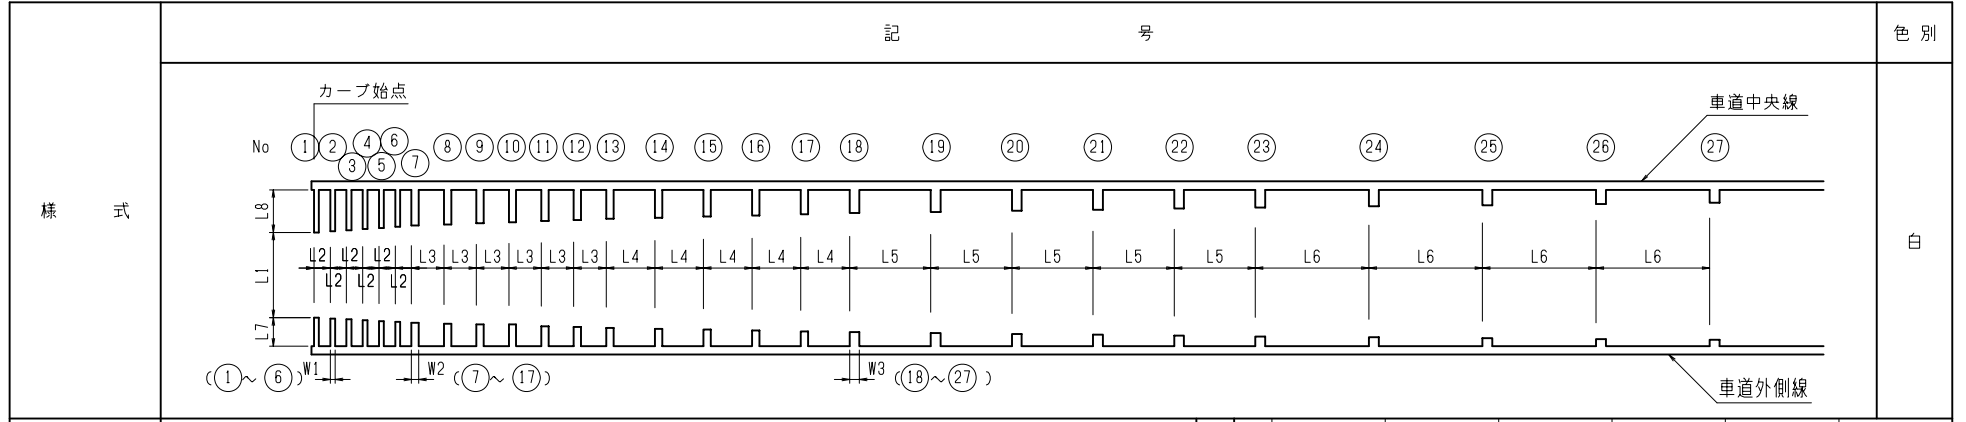 記 号 色 別
様 式
カーブ始点
車道中央線
No ① ② ③ ④ ⑤ ⑥ ⑦ ⑧ ⑨ ⑩ ⑪ ⑫ ⑬ ⑭ ⑮ ⑯ ⑰ ⑱ ⑲ ⑳ ㉑ ㉒ ㉓ ㉔ ㉕ ㉖ ㉗
L8
L2 L2 L2 L3 L3 L3 L3 L3 L3 L4 L4 L4 L4 L4 L5 L5 L5 L5 L5 L6 L6 L6 L6
L2 L2 L2
L1
L7
白
(①～⑥) W1 W2 (⑦～⑰) W3 (⑱～㉗)
車道外側線